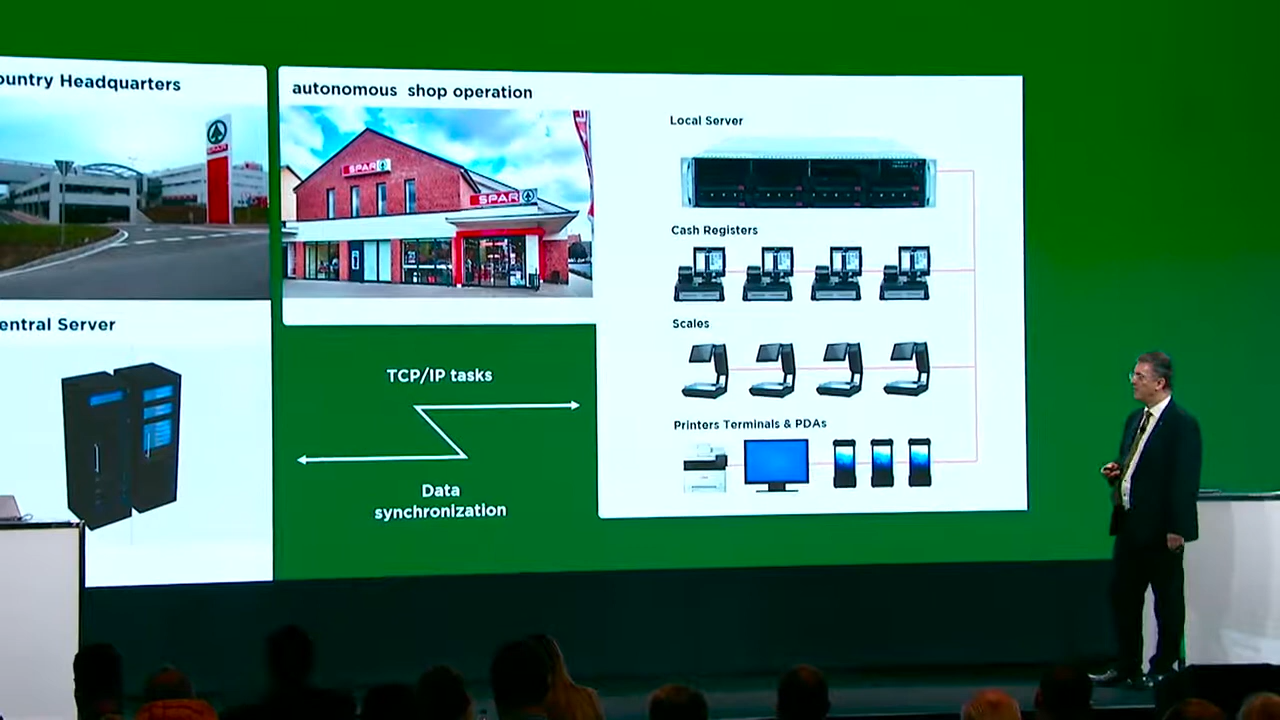 ountry Headquarters
SPAR
entral Server
autonomous shop operation
SPAR
SPAR
TCP/IP tasks
Data
synchronization
Local Server
Cash Registers
Scales
Printers Terminals & PDAs